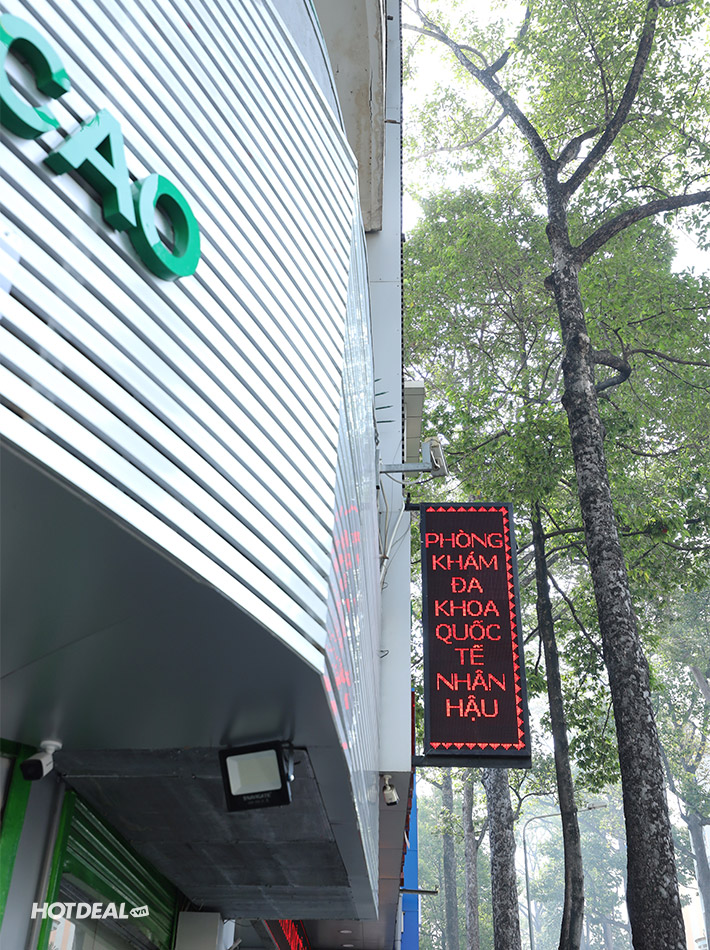 CAO
PHÒNG
KHÁM
ĐA
KHOA
QUỐC
TẾ
NHÂN
HẬU
HOTDEAL.vn